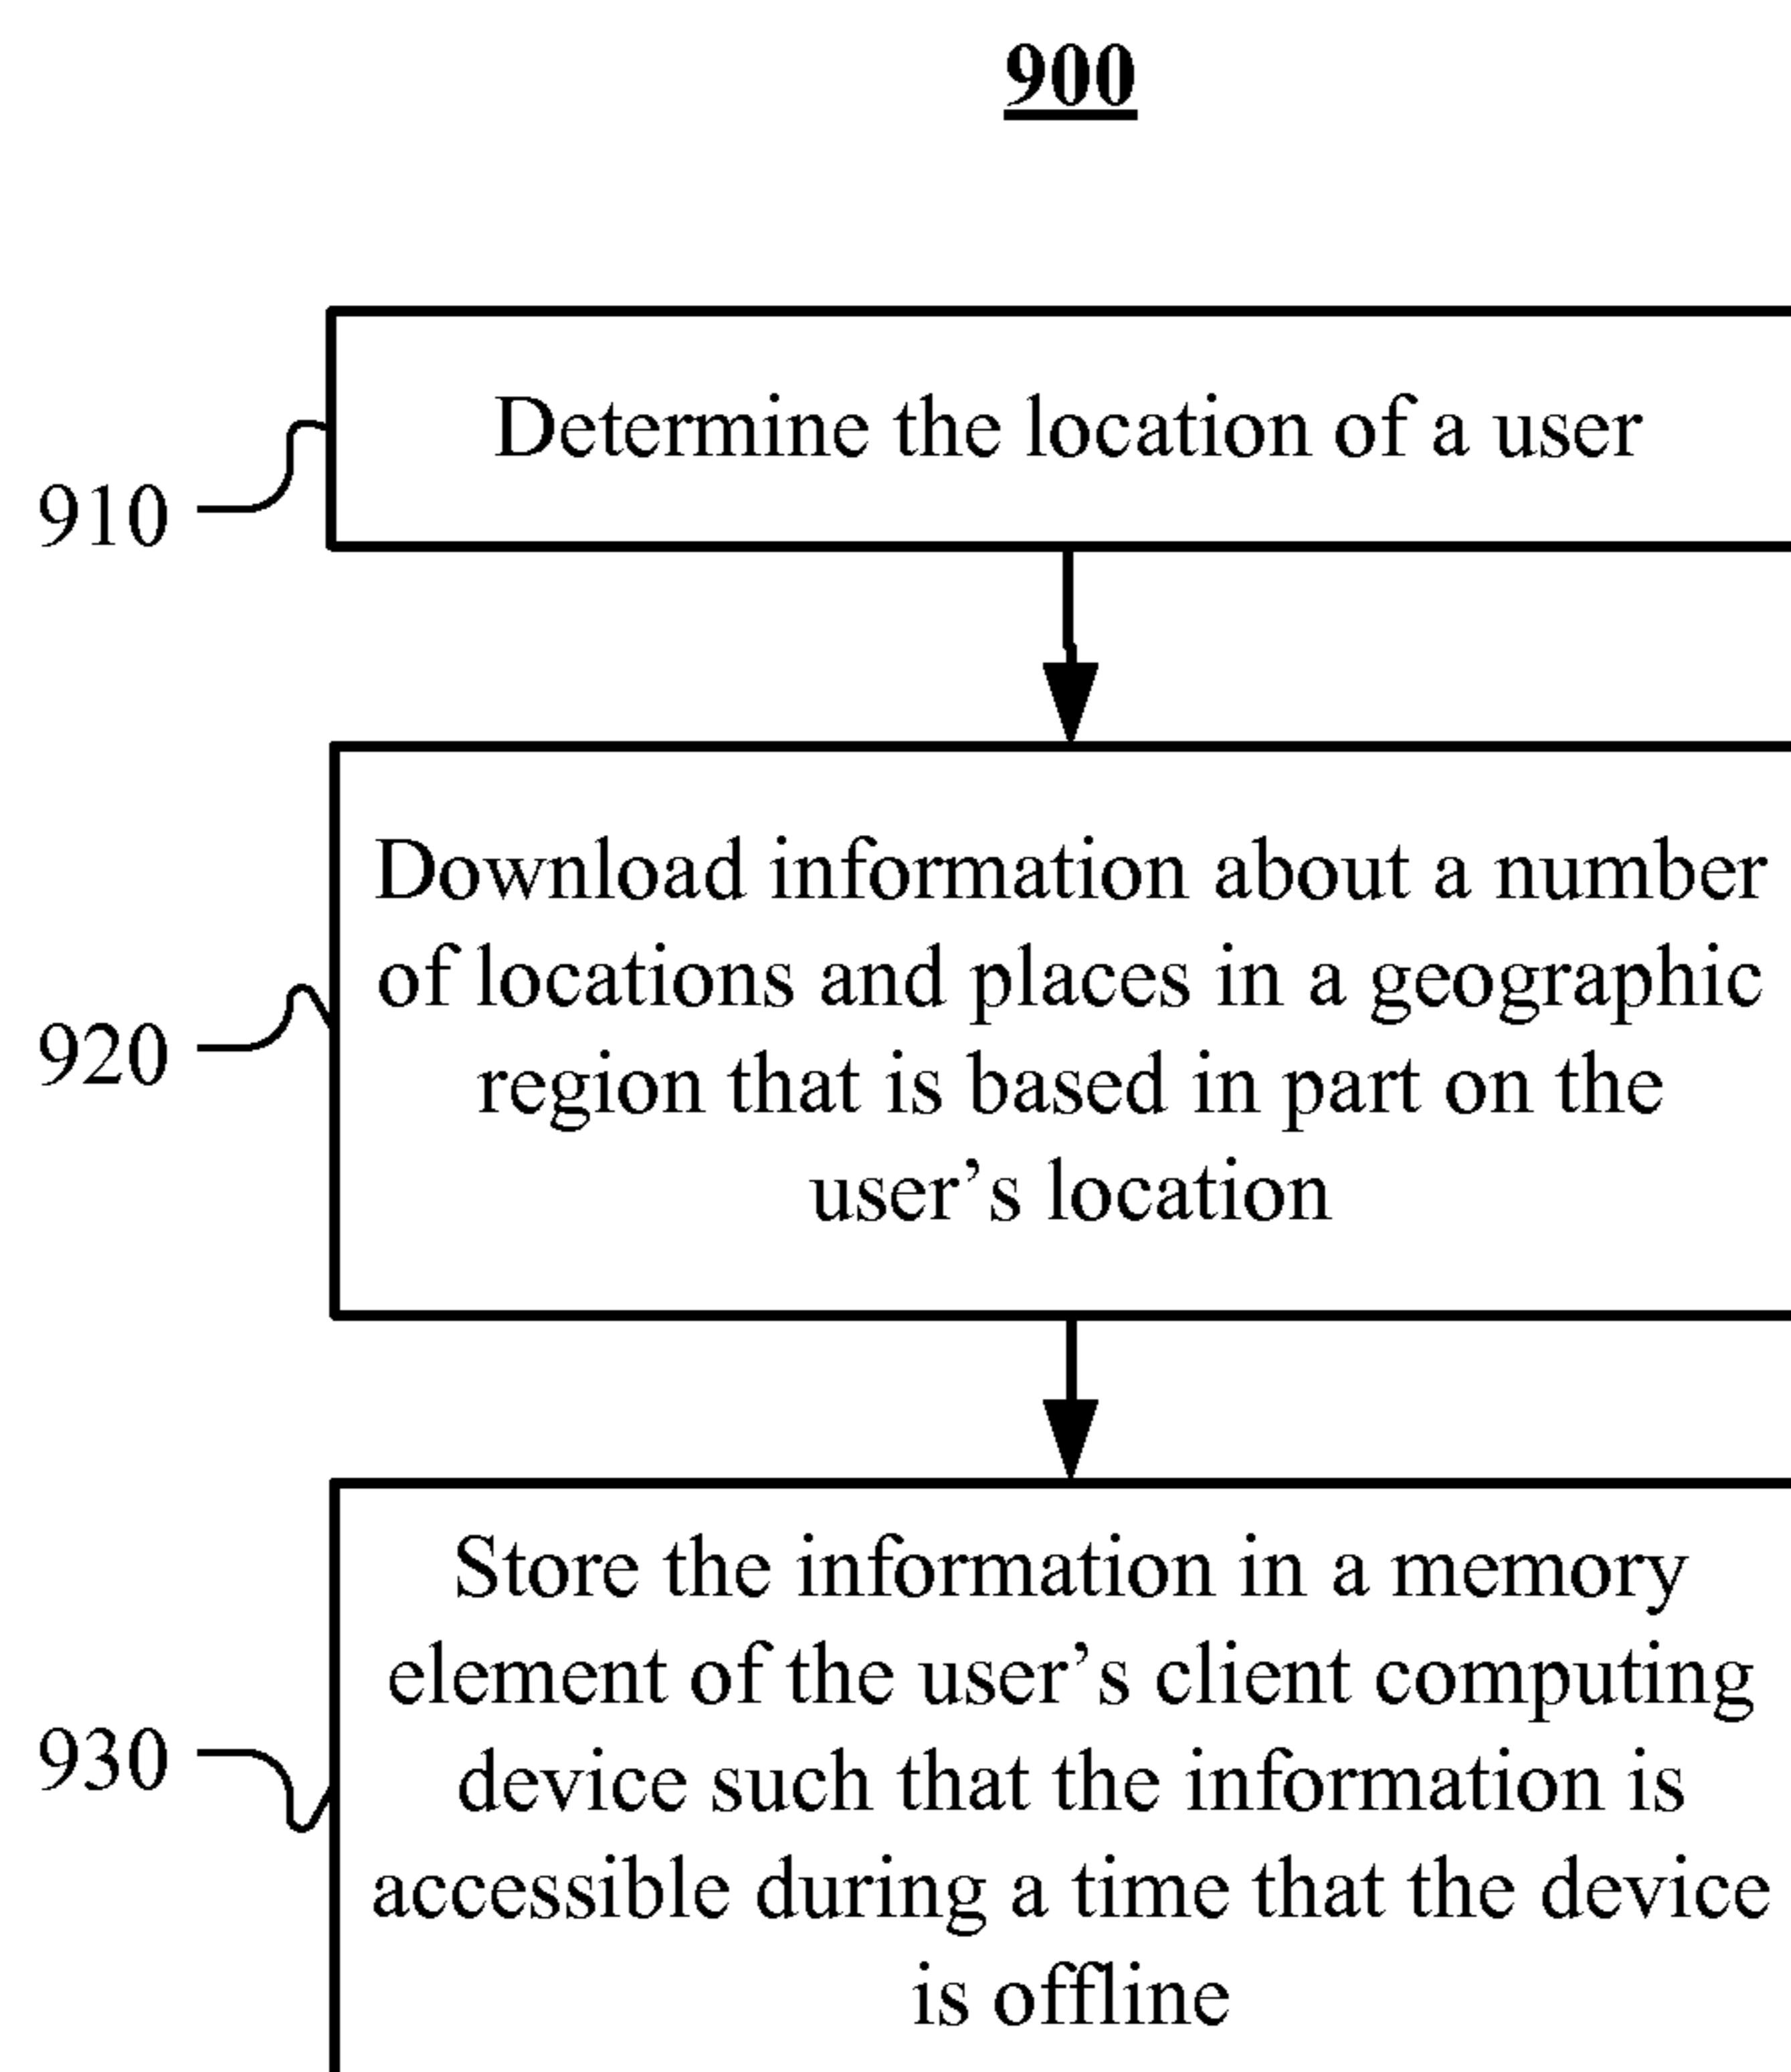 900
Determine the location of a user
910
Download information about a number
of locations and places in a geographic
region that is based in part on the
user’s location
920
Store the information in a memory
element of the user’s client computing
device such that the information is
accessible during a time that the device
is offline
930